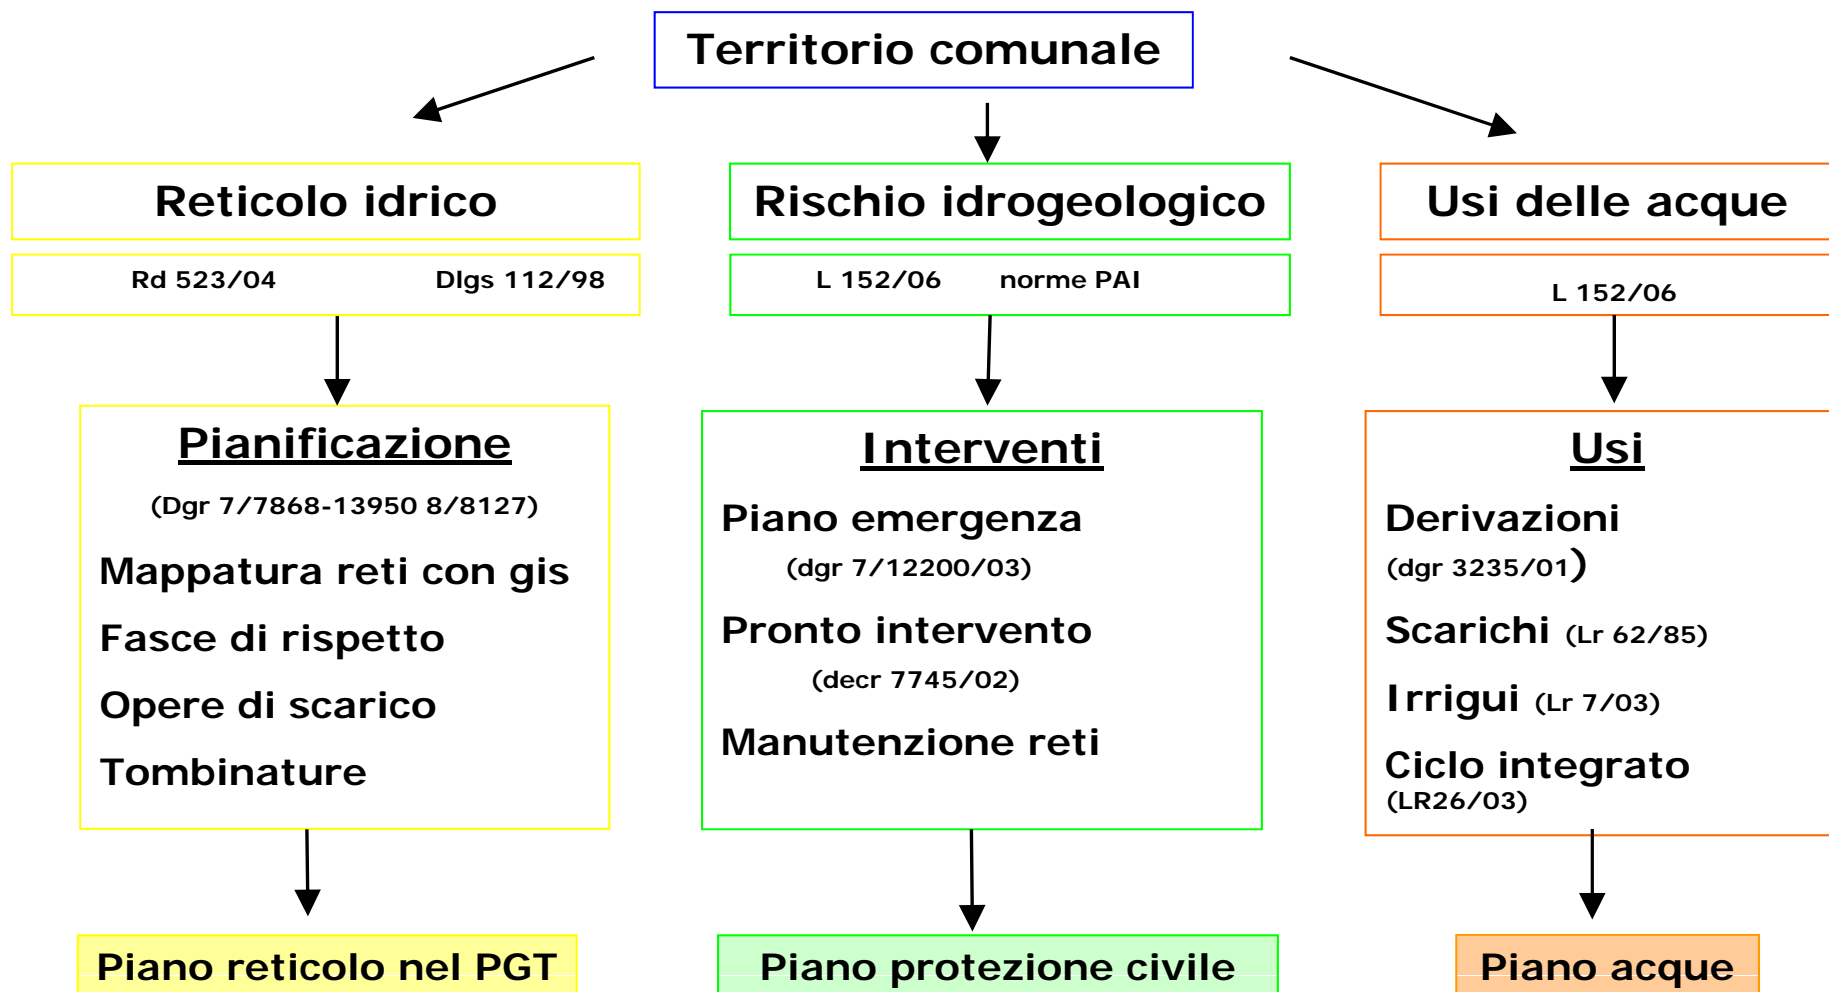 Territorio comunale
Reticolo idrico
Rd 523/04 Dlgs 112/98
Pianificazione
(Dgr 7/7868-13950 8/8127)
Mappatura reti con gis
Fasce di rispetto
Opere di scarico
Tombinature
Piano reticolo nel PGT
Rischio idrogeologico
L 152/06 norme PAI
Interventi
Piano emergenza
(dgr 7/12200/03)
Pronto intervento
(decr 7745/02)
Manutenzione reti
Piano protezione civile
Usi delle acque
L 152/06
Usi
Derivazioni
(dgr 3235/01)
Scarichi (Lr 62/85)
Irrigui (Lr 7/03)
Ciclo integrato
(LR26/03)
Piano acque